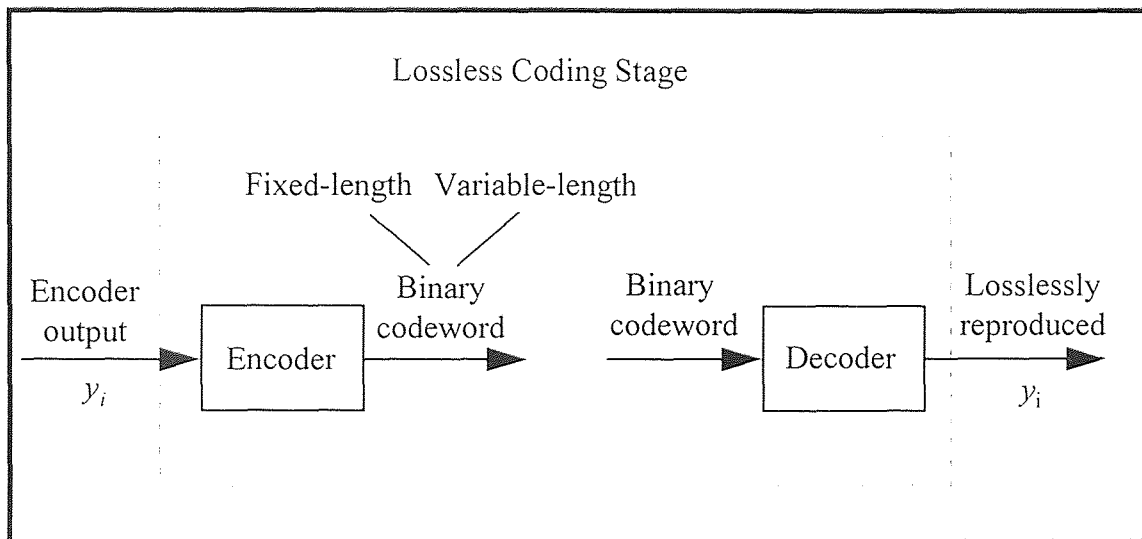 Lossless Coding Stage
Fixed-length Variable-length
Encoder
output
y_i
Encoder
Binary
codeword
Binary
codeword
Decoder
Losslessly
reproduced
y_i